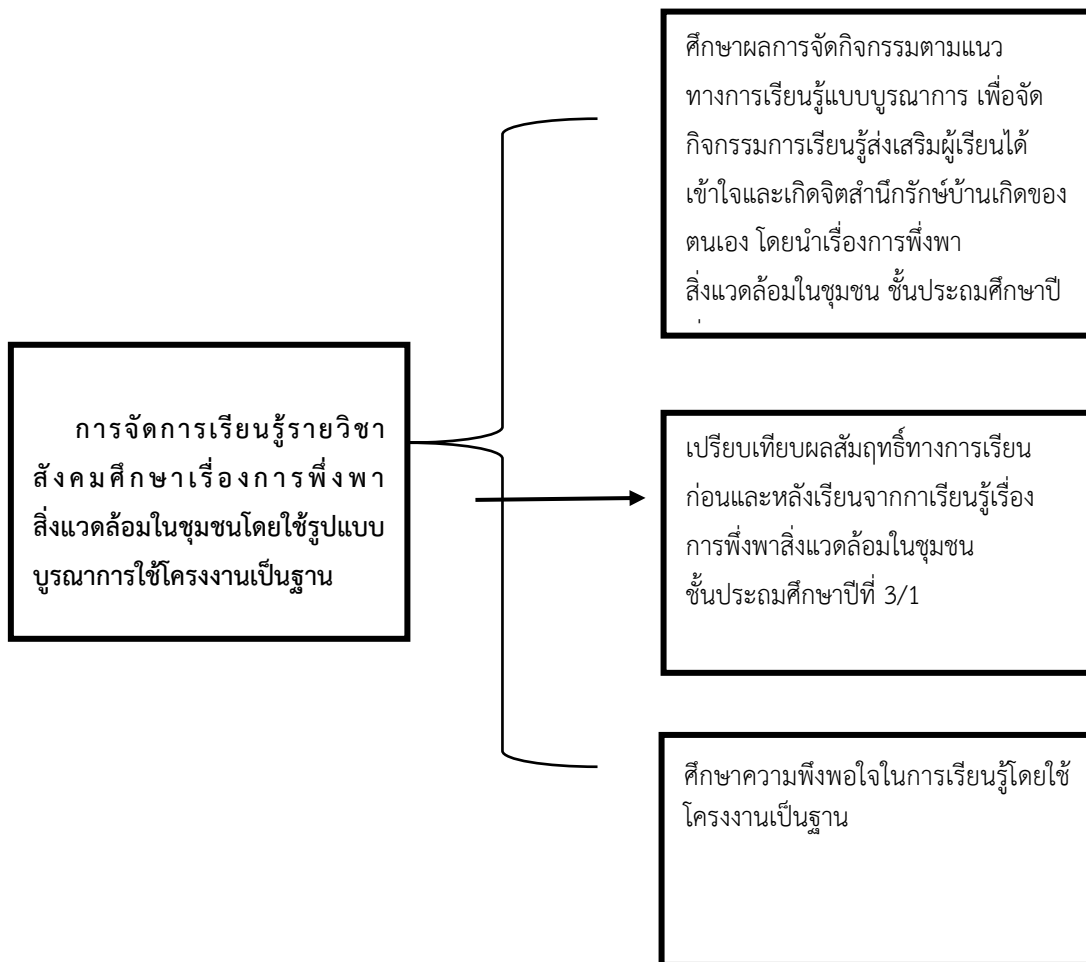 ศึกษาผลการจัดกิจกรรมตามแนว
ทางการเรียนรู้แบบบูรณาการ เพื่อจัด
กิจกรรมการเรียนรู้ส่งเสริมผู้เรียนได้
เข้าใจและเกิดจิตสำนึกรักษ์บ้านเกิดของ
ตนเอง โดยนำเรื่องการพึ่งพา
สิ่งแวดล้อมในชุมชน ชั้นประถมศึกษาปี
การจัดการเรียนรู้รายวิชา
สังคมศึกษาเรื่องการพึ่งพา
สิ่งแวดล้อมในชุมชนโดยใช้รูปแบบ
บูรณาการใช้โครงงานเป็นฐาน
เปรียบเทียบผลสัมฤทธิ์ทางการเรียน
ก่อนและหลังเรียนจากกาเรียนรู้เรื่อง
การพึ่งพาสิ่งแวดล้อมในชุมชน
ชั้นประถมศึกษาปีที่ 3/1
ศึกษาความพึงพอใจในการเรียนรู้โดยใช้
โครงงานเป็นฐาน